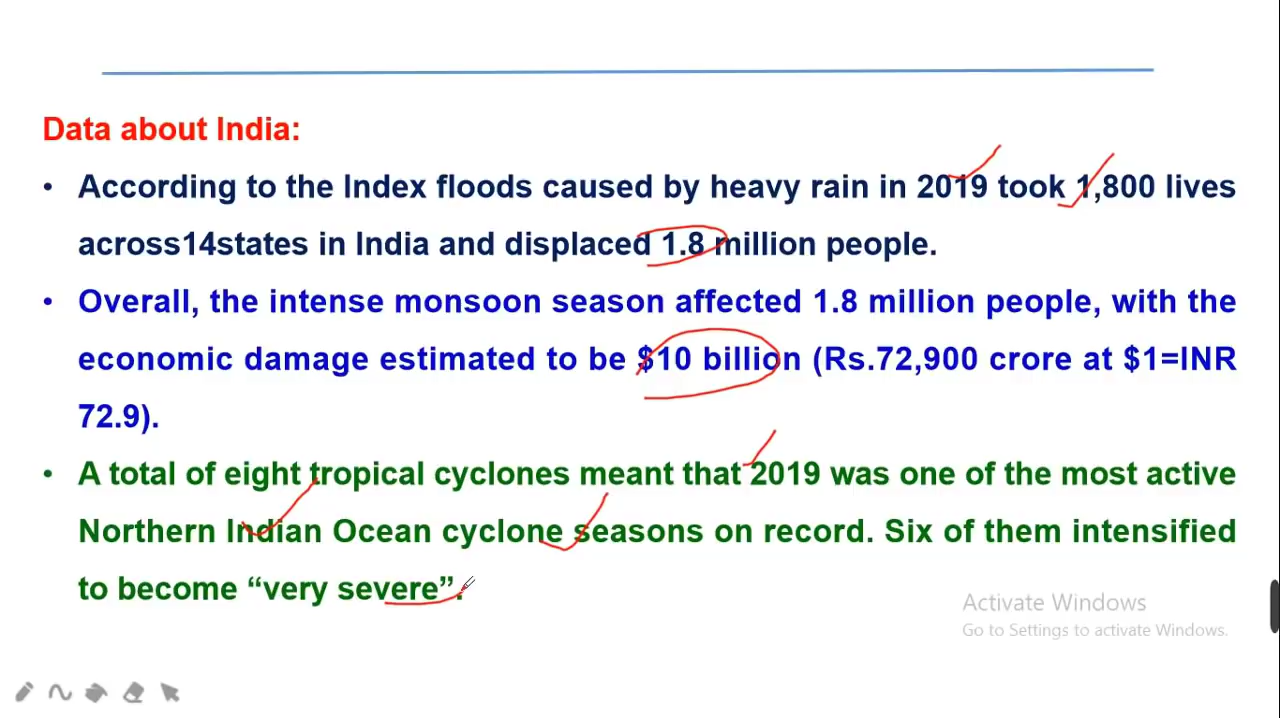 Data about India:
• According to the Index floods caused by heavy rain in 2019 took 1,800 lives
across14states in India and displaced 1.8 million people.
• Overall, the intense monsoon season affected 1.8 million people, with the
economic damage estimated to be $10 billion (Rs.72,900 crore at $1=INR
72.9).
• A total of eight tropical cyclones meant that 2019 was one of the most active
Northern Indian Ocean cyclone seasons on record. Six of them intensified
to become “very severe”.
Activate Windows
Go to Settings to activate Windows.